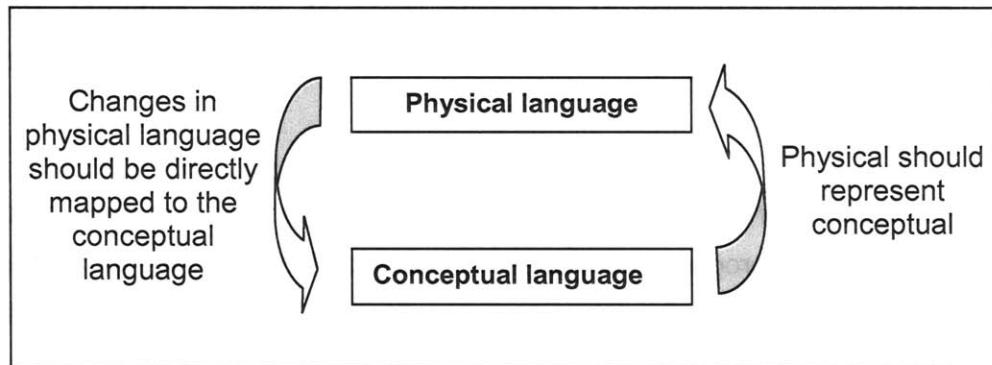 Physical language
Changes in
physical language
should be directly
mapped to the
conceptual
language
Physical should
represent
conceptual
Conceptual language